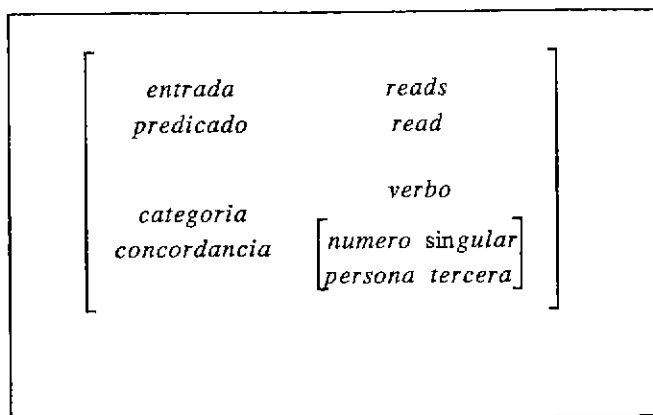 entrada reads
predicado read
verbo
categoria
concordancia numero singular
persona tercera